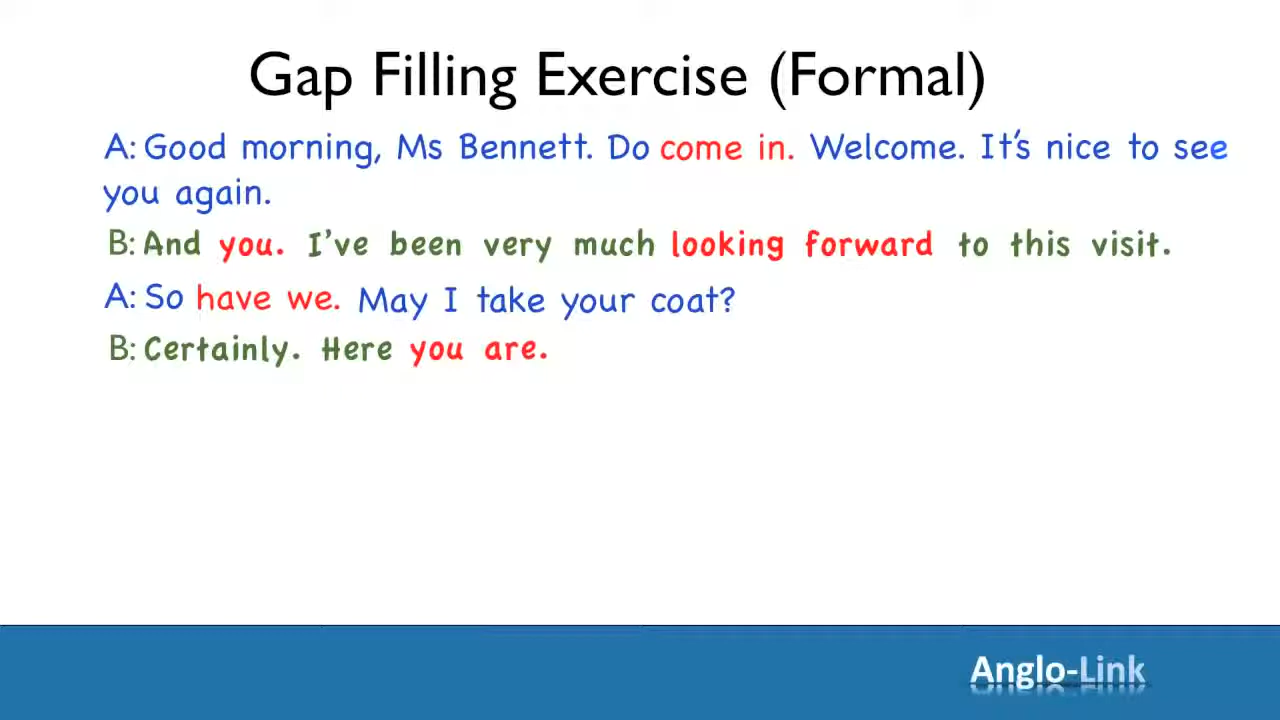 Gap Filling Exercise (Formal)
A: Good morning, Ms Bennett. Do come in. Welcome. It's nice to see
you again.
B: And you. I've been very much looking forward to this visit.
A: So have we. May I take your coat?
B: Certainly. Here you are.
Anglo-Link